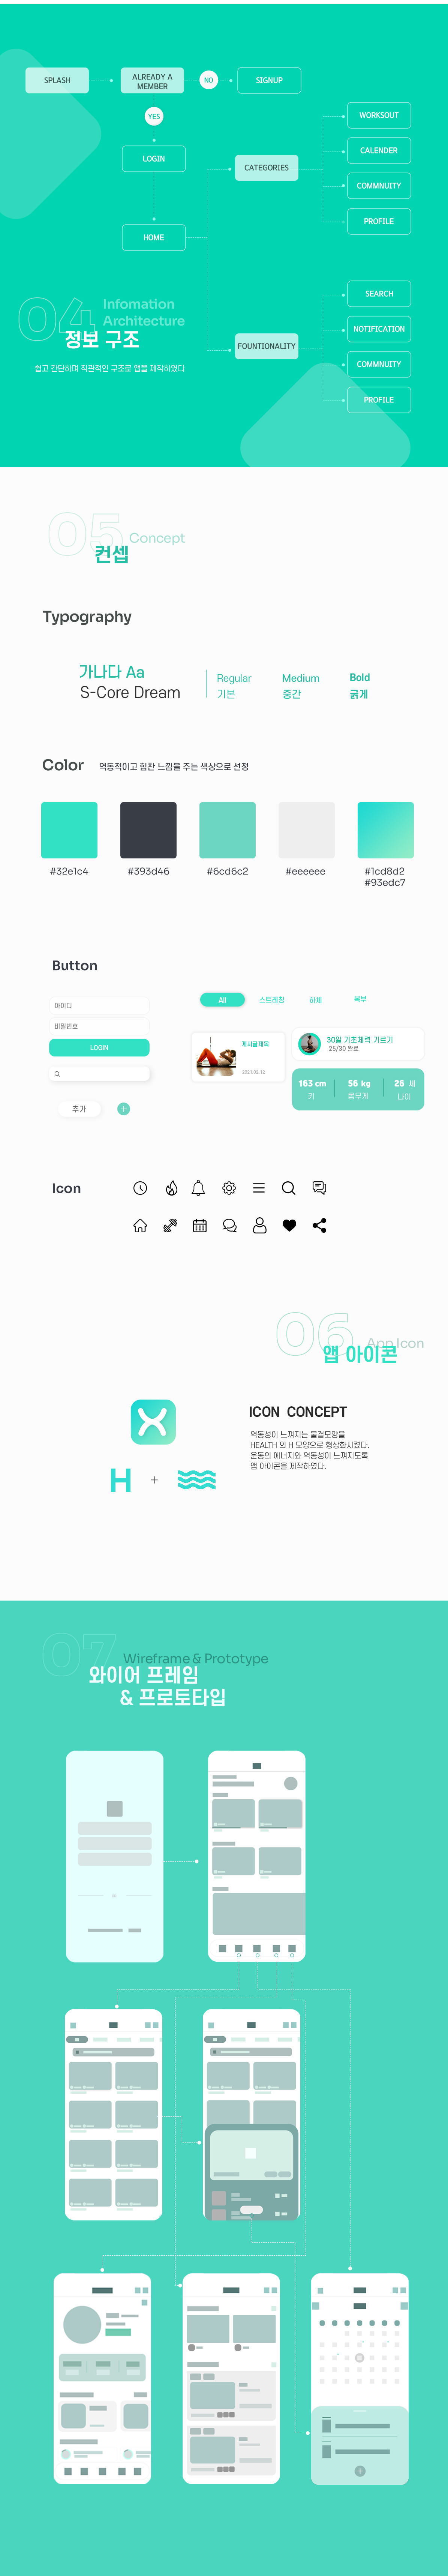 SPLASH
ALREADY A
MEMBER
NO
SIGNUP
YES
LOGIN
HOME
CATEGORIES
WORKSOUT
CALENDER
COMMNUITY
PROFILE
FOUNTIONALITY
SEARCH
NOTIFICATION
COMMNUITY
PROFILE
04
Infomation
Architecture
정보 구조
쉽고 간단하며 직관적인 구조로 앱을 제작하였다
05
Concept
컨셉
Typography
가나다 Aa
S-Core Dream
Regular
기본
Medium
중간
Bold
굵게
Color
역동적이고 힘찬 느낌을 주는 색상으로 선정
#32e1c4
#393d46
#6cd6c2
#eeeeee
#1cd8d2
#93edc7
Button
아이디
비밀번호
LOGIN
추가
All
스트레칭
하체
복부
게시글제목
2021.03.12
30일 기초체력 기르기
25/30 완료
163 cm
키
56 kg
몸무게
26 세
나이
Icon
06
App Icon
앱 아이콘
ICON CONCEPT
역동성이 느껴지는 물결모양을
HEALTH 의 H 모양으로 형상화시켰다.
운동의 에너지와 역동성이 느껴지도록
앱 아이콘을 제작하였다.
H +
07
Wireframe & Prototype
와이어 프레임
& 프로토타입